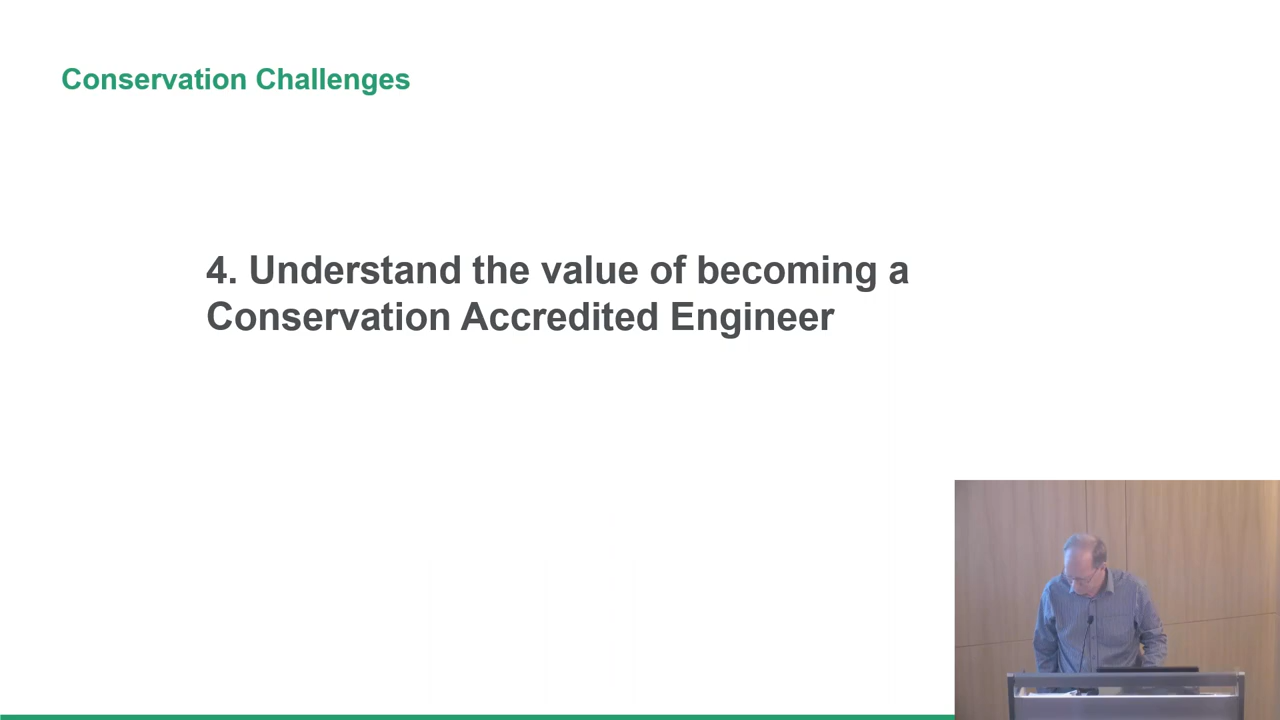 Conservation Challenges
4. Understand the value of becoming a
Conservation Accredited Engineer